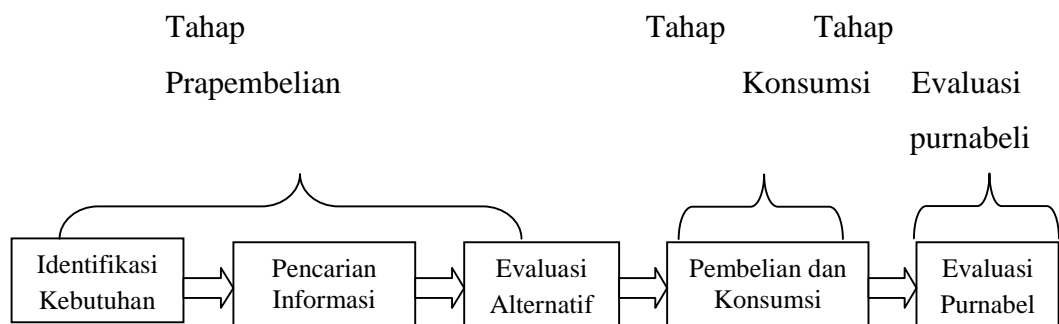 Tahap Tahap Tahap
Prapembelian Konsumsi Evaluasi
purnabeli
Identifikasi
Kebutuhan
Pencarian
Informasi
Evaluasi
Alternatif
Pembelian dan
Konsumsi
Evaluasi
Purnabel